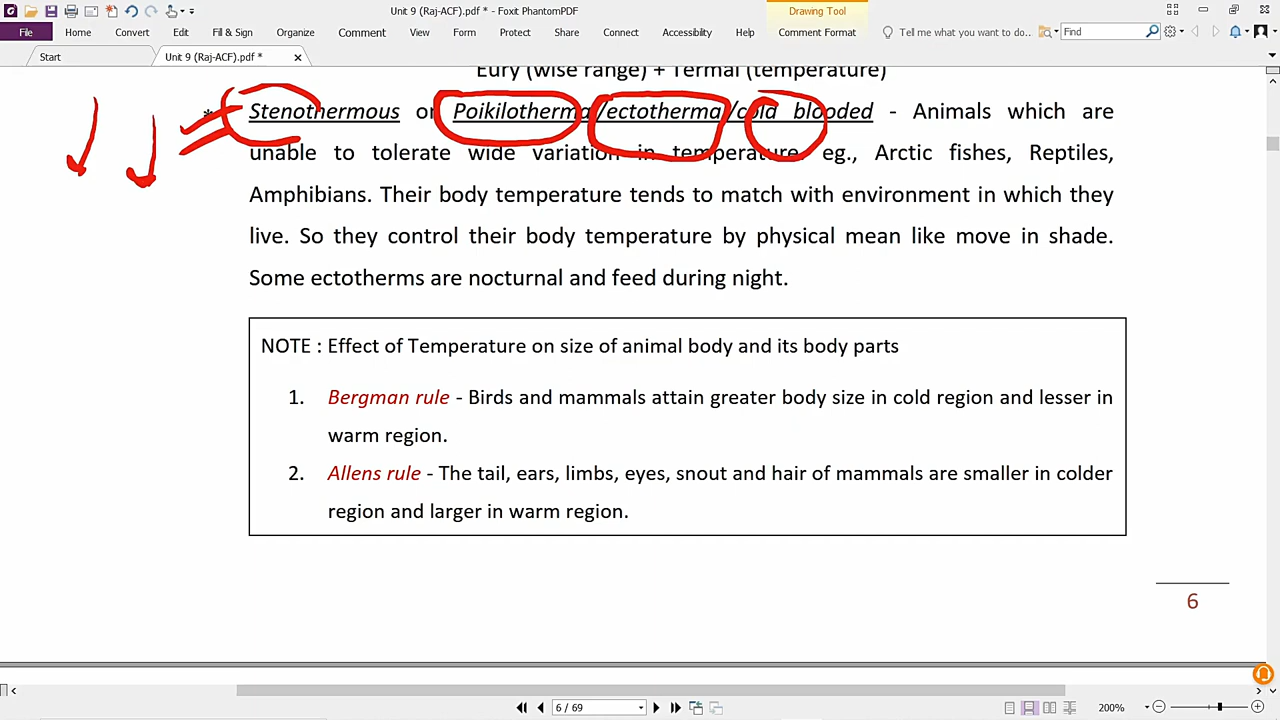 Unit 9 (Raj-ACF).pdf * - Foxit PhantomPDF
Drawing Tool
File Home Convert Edit Fill & Sign Organize Comment View Form Protect Share Connect Accessibility Help Comment Format Tell me what you want to do.. Find
Start Unit 9 (Raj-ACF).pdf *
Eury (wise range) + Termal (temperature)
* Stenothermous or Poikilotherma/ectotherma/cold blooded - Animals which are
unable to tolerate wide variation in temperature. eg., Arctic fishes, Reptiles,
Amphibians. Their body temperature tends to match with environment in which they
live. So they control their body temperature by physical mean like move in shade.
Some ectotherms are nocturnal and feed during night.
NOTE : Effect of Temperature on size of animal body and its body parts
1. Bergman rule - Birds and mammals attain greater body size in cold region and lesser in
warm region.
2. Allens rule - The tail, ears, limbs, eyes, snout and hair of mammals are smaller in colder
region and larger in warm region.
6
6 / 69
200%